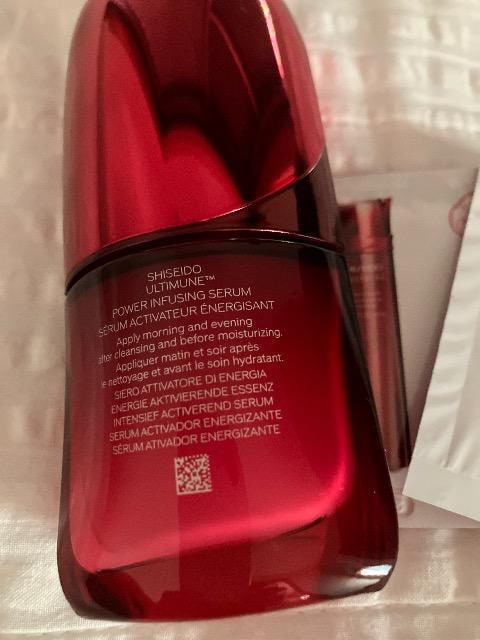 SHISEIDO
ULTIMUNE™
POWER INFUSING SERUM
SÉRUM ACTIVATEUR ÉNERGISANT
Apply morning and evening
after cleansing and before moisturizing.
Appliquer matin et soir après
le nettoyage et avant le soin hydratant.
SIERO ATTIVATORE DI ENERGIA
ENERGIE AKTIVIERENDE ESSENZ
INTENSIEF ACTIVEREND SERUM
SERUM ACTIVADOR ENERGIZANTE
SÉRUM ATIVADOR ENERGIZANTE